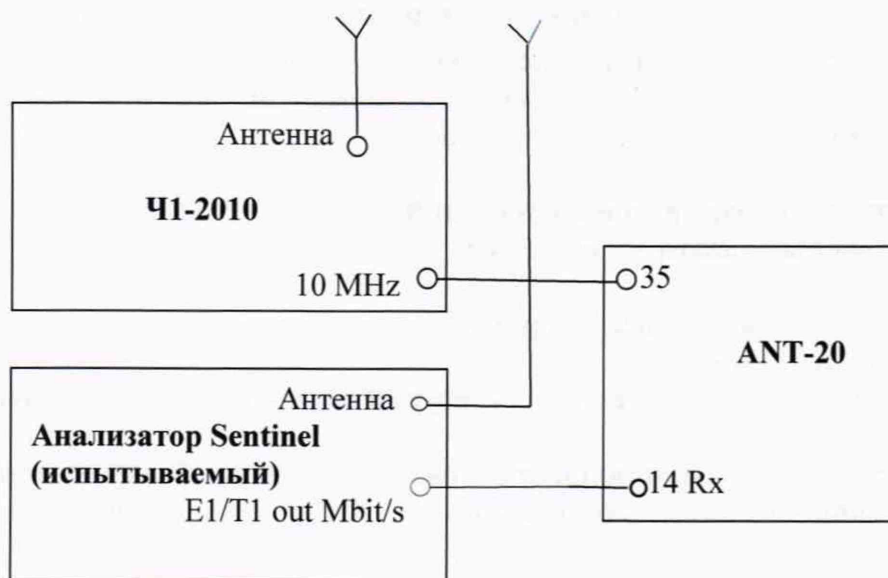 Антенна
Ч1-2010
10 MHz
35
ANT-20
Антенна
Анализатор Sentinel
(испытываемый)
14 Rx
E1/T1 out Mbit/s